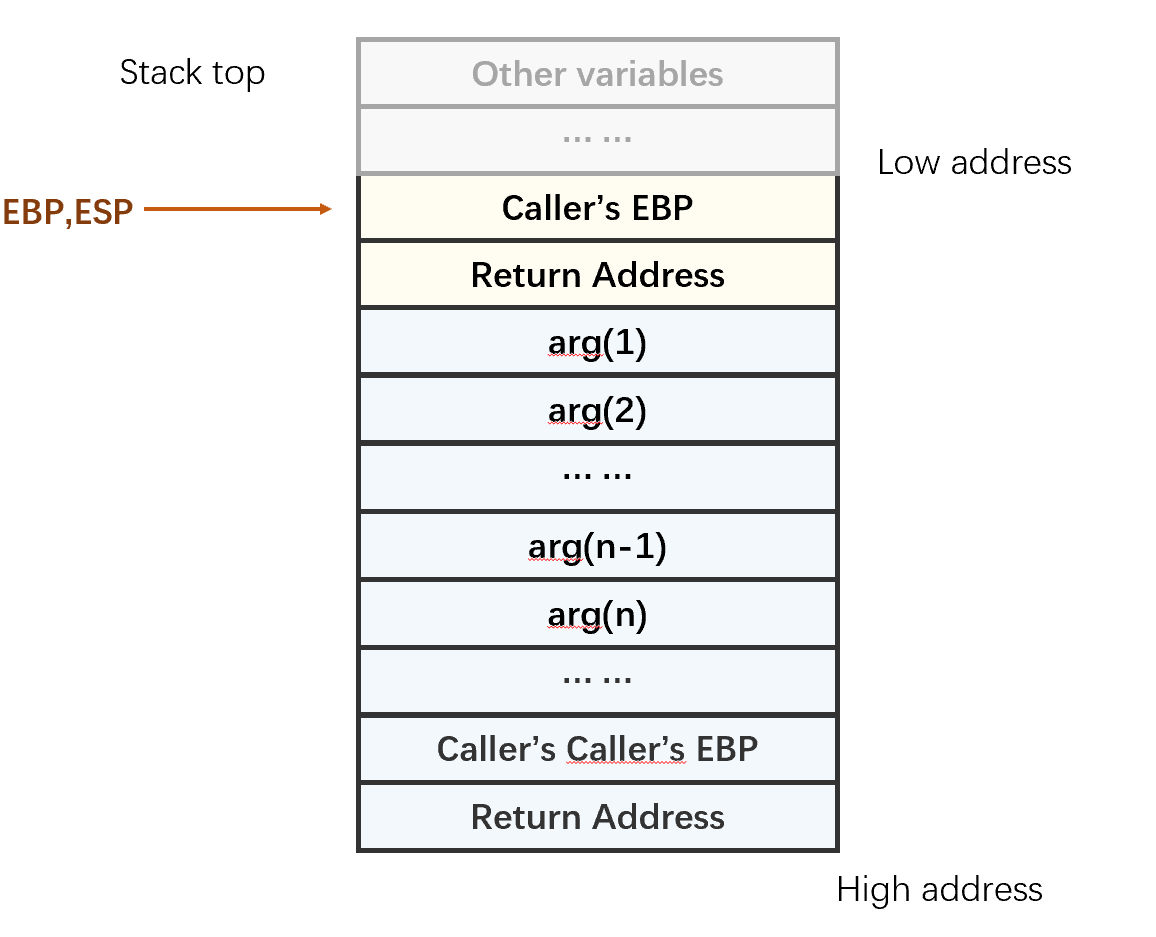 Stack top
Other variables
... ...
Low address
EBP,ESP
Caller’s EBP
Return Address
arg(1)
arg(2)
... ...
arg(n-1)
arg(n)
... ...
Caller’s Caller’s EBP
Return Address
High address